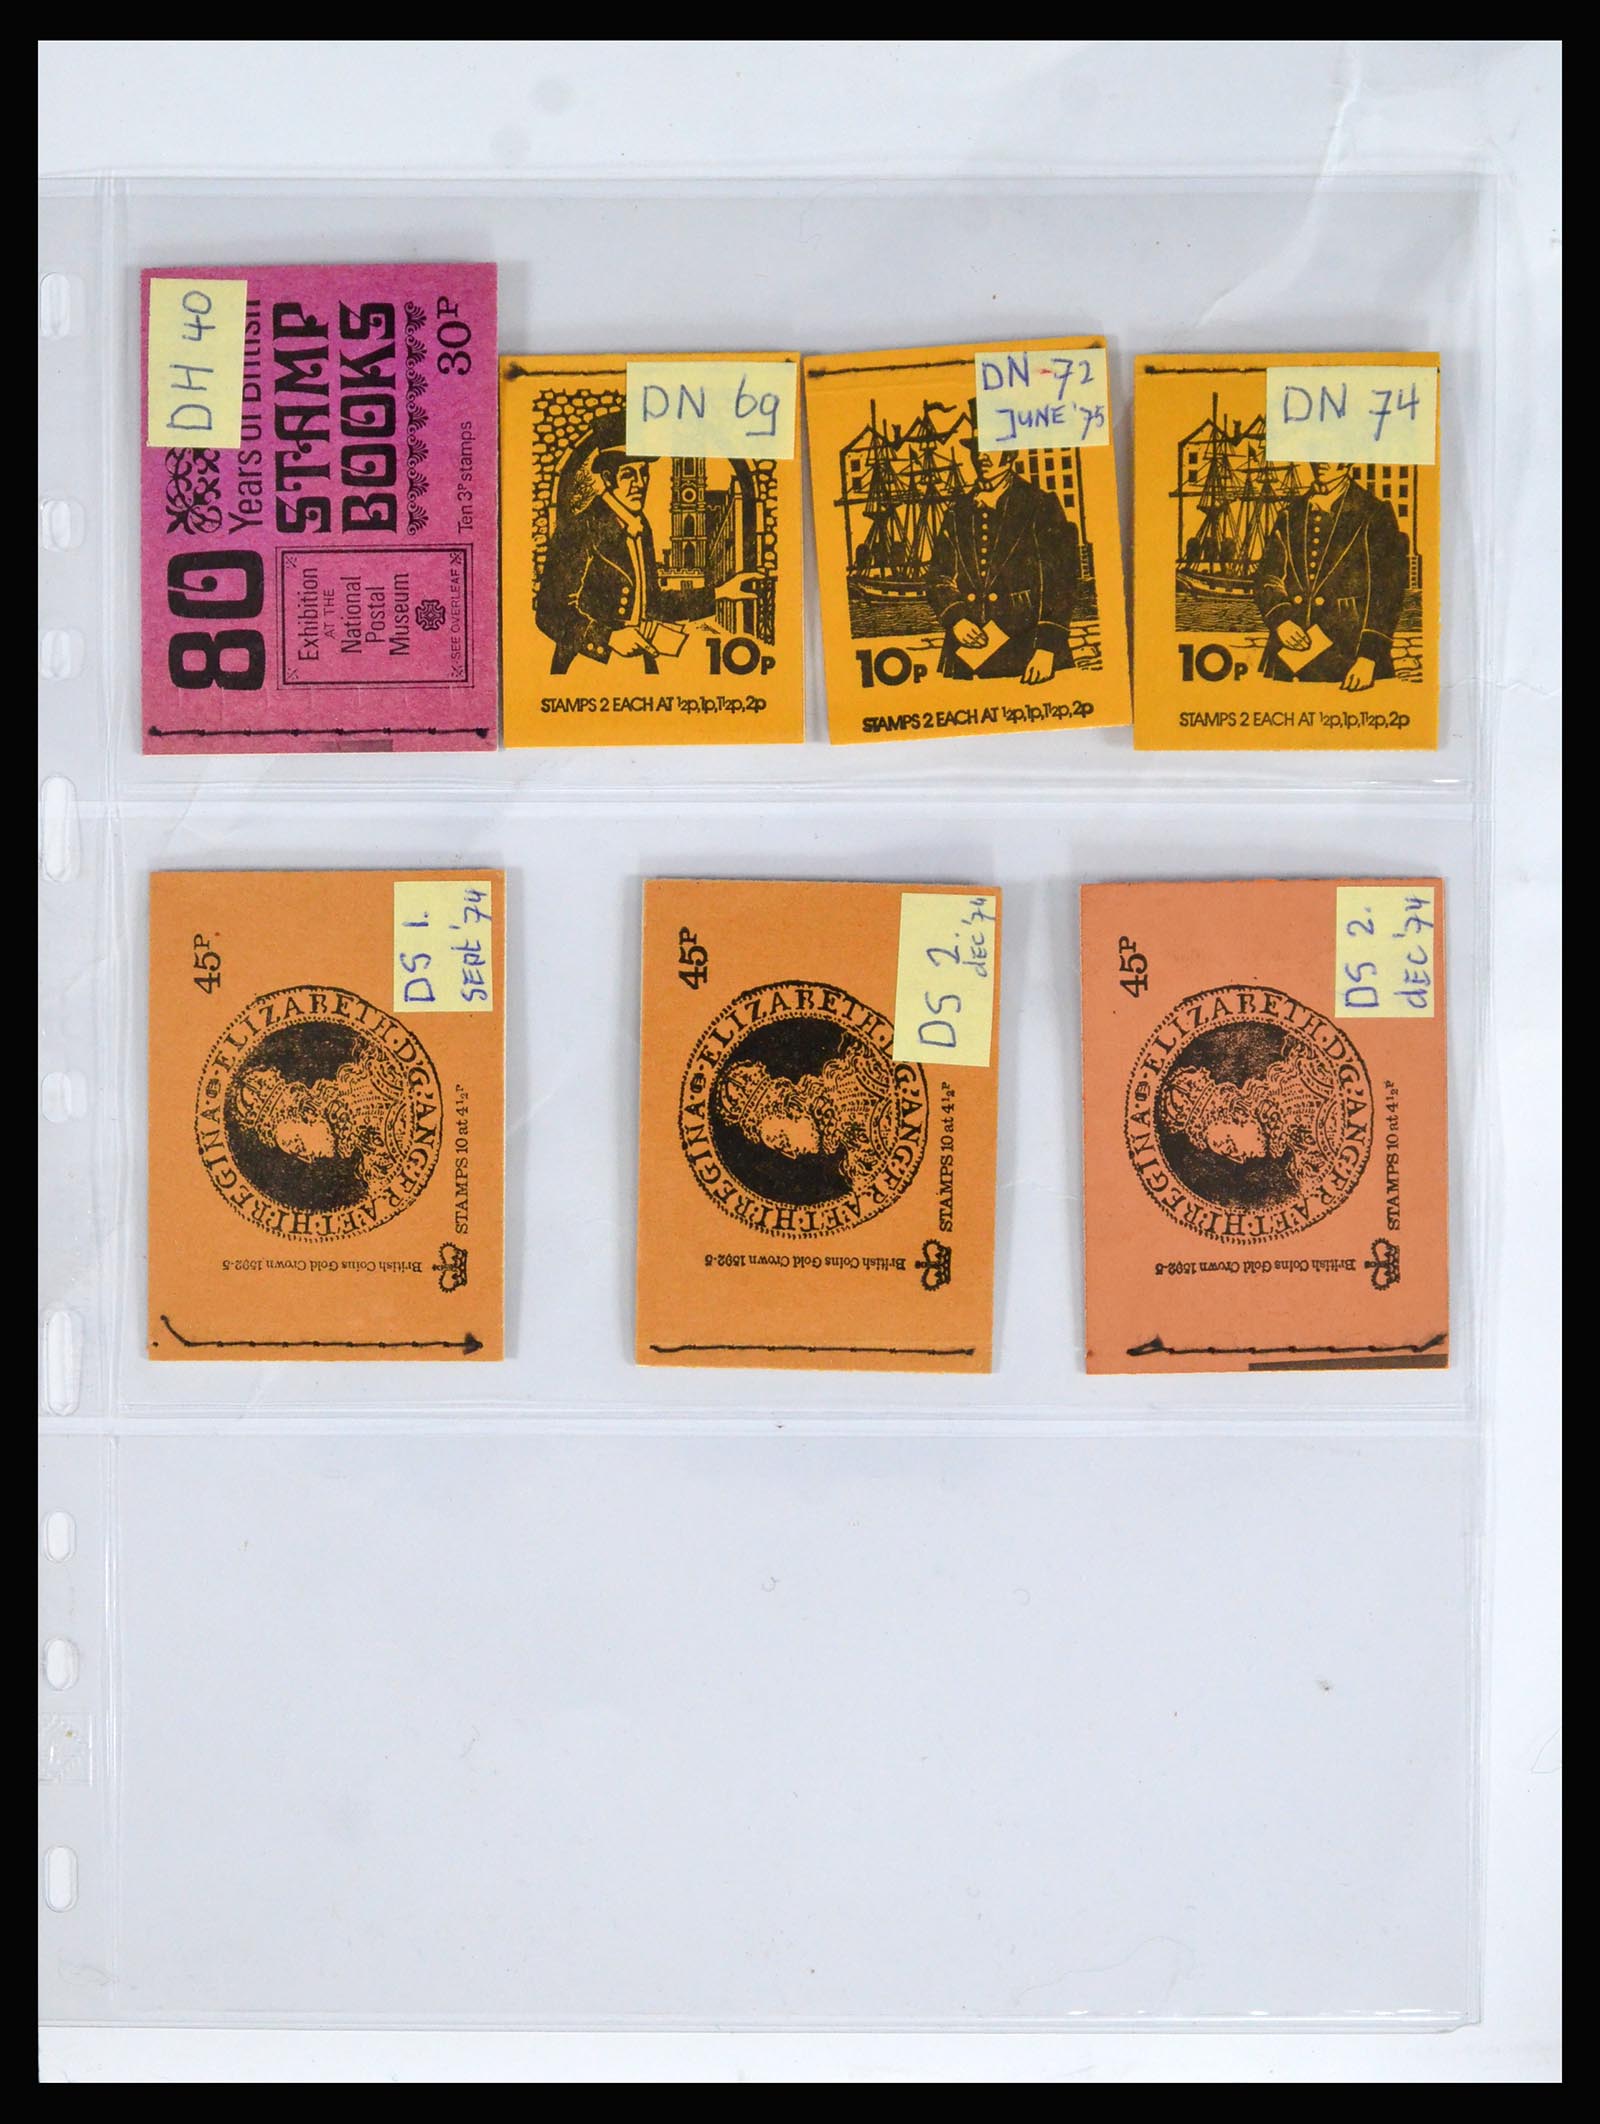 DH 40
80
Years of British
STAMP
BOOKS
Ten 3P stamps
30P
Exhibition
AT THE
National
Postal
Museum
SEE OVERLEAF
DN 69
10p
STAMPS 2 EACH AT ½p,1p,1½p,2p
DN 72
JUNE '75
10p
STAMPS 2 EACH AT ½p,1p,1½p,2p
DN 74
10p
STAMPS 2 EACH AT ½p,1p,1½p,2p
DS 1.
SEPt '74
45P
ELIZABETH·D·G·ANG·FRA·ET·HI·REGINA
STAMPS 10 at 4½P
British Coins Gold Crown 1592-5
DS 2.
dEC '74
45P
ELIZABETH·D·G·ANG·FRA·ET·HI·REGINA
STAMPS 10 at 4½P
British Coins Gold Crown 1592-5
DS 2.
dEC '74
45P
ELIZABETH·D·G·ANG·FRA·ET·HI·REGINA
STAMPS 10 at 4½P
British Coins Gold Crown 1592-5